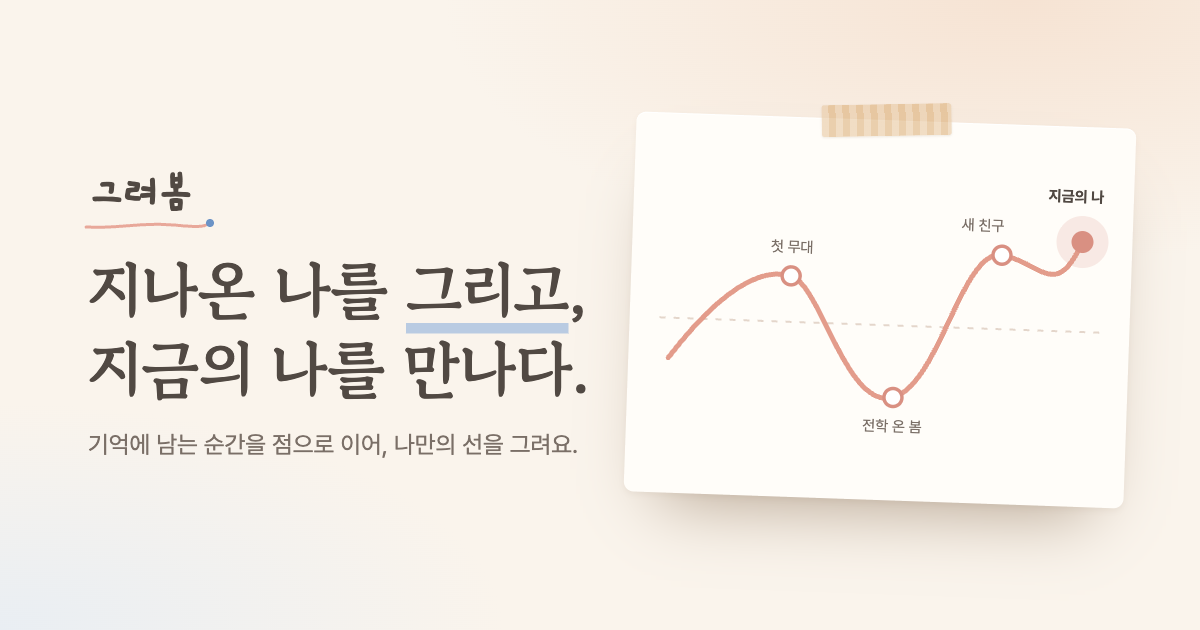 그려봄
지나온 나를 그리고,
지금의 나를 만나다.
기억에 남는 순간을 점으로 이어, 나만의 선을 그려요.
지금의 나
새 친구
첫 무대
전학 온 봄